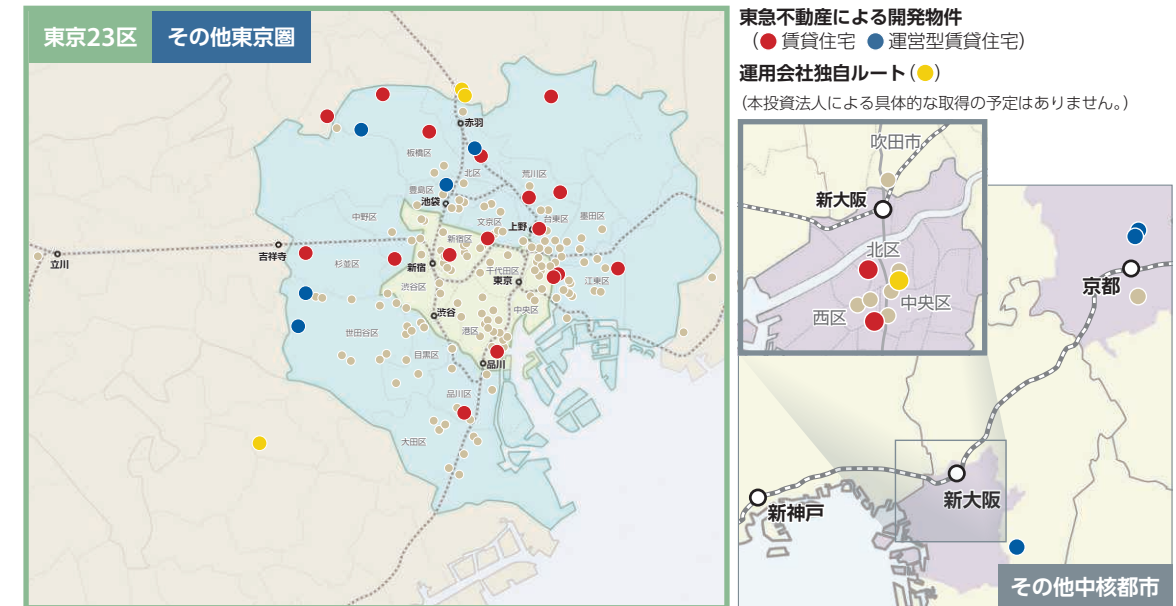 東京23区 その他東京圏
東急不動産による開発物件
(● 賃貸住宅 ● 運営型賃貸住宅)
運用会社独自ルート(●)
(本投資法人による具体的な取得の予定はありません。)
赤羽
板橋区
北区
荒川区
豊島区
池袋
文京区
上野
台東区
墨田区
中野区
新宿区
立川
吉祥寺
杉並区
新宿
千代田区
東京
江東区
渋谷区
渋谷
中央区
世田谷区
港区
目黒区
品川
品川区
大田区
吹田市
新大阪
北区
中央区
西区
京都
新大阪
新神戸
その他中核都市